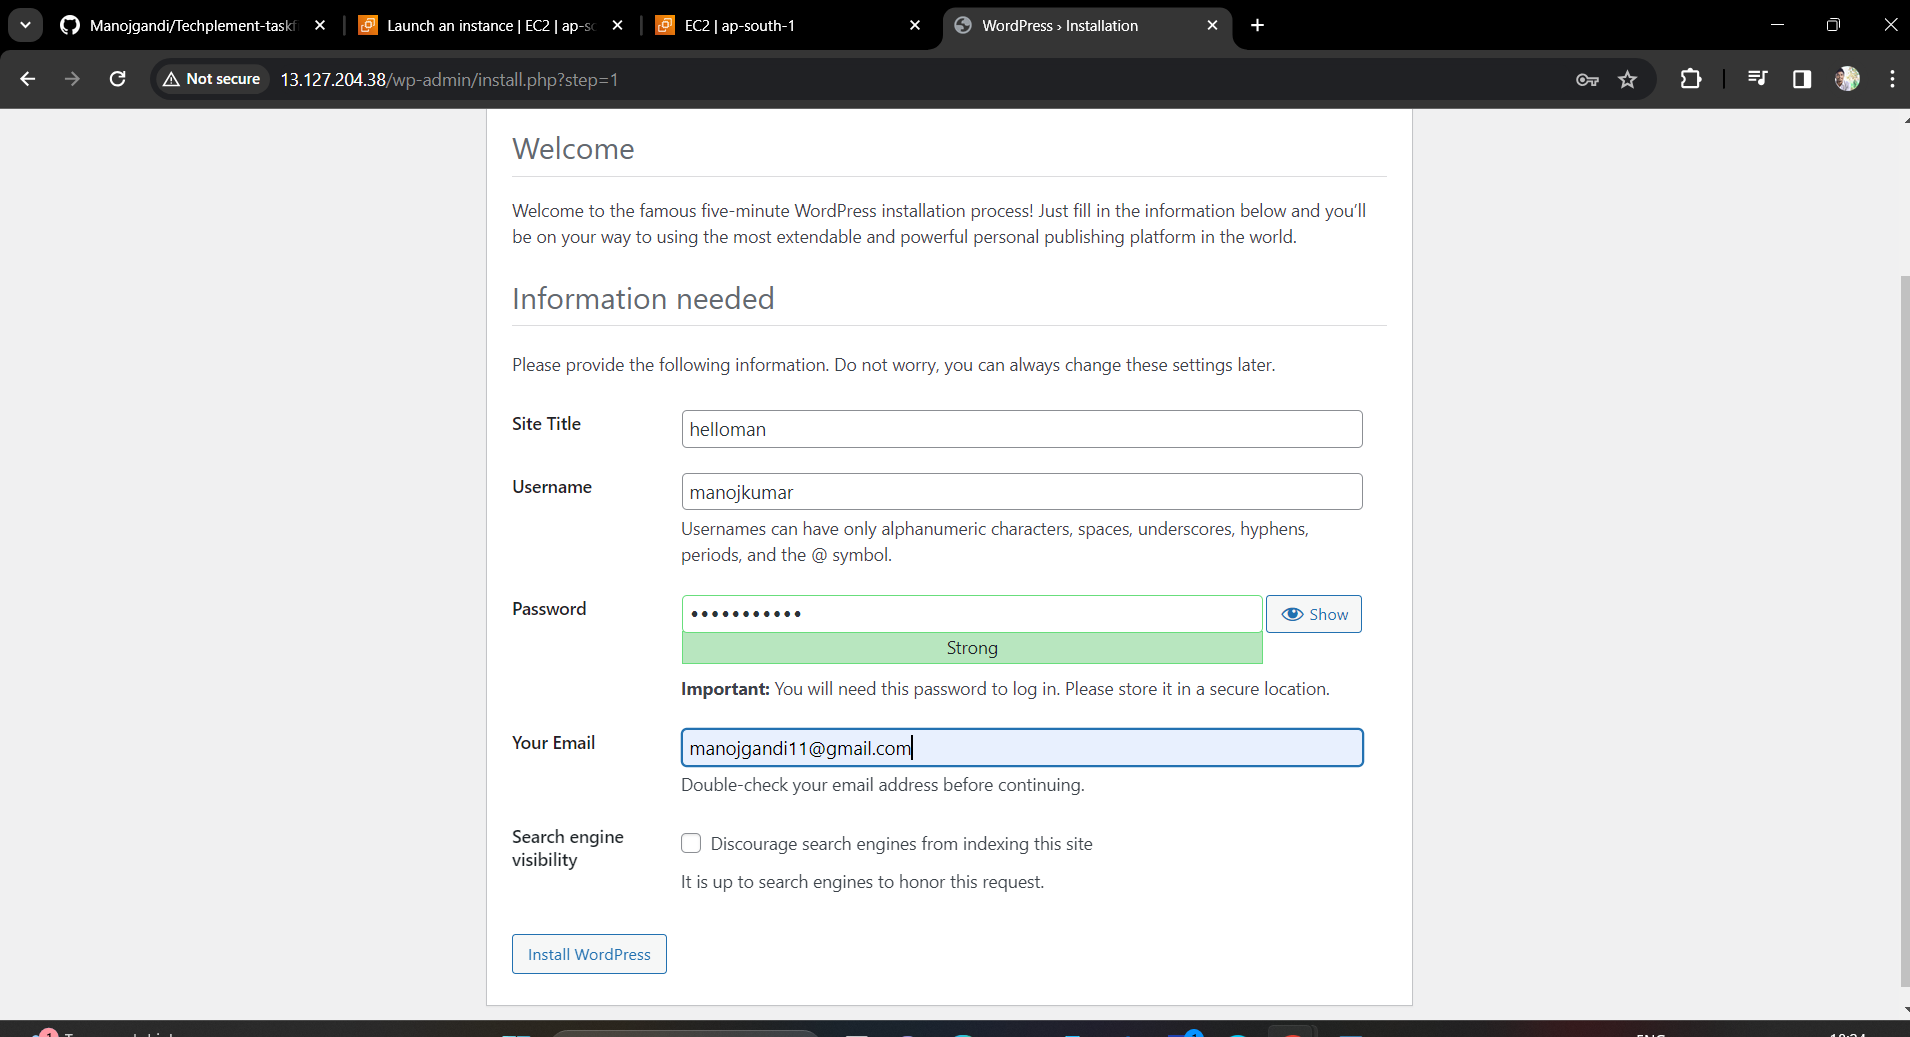 Manojgandi/Techplement-taskf
Launch an instance | EC2 | ap-so
EC2 | ap-south-1
WordPress › Installation
Not secure
13.127.204.38/wp-admin/install.php?step=1
Welcome
Welcome to the famous five-minute WordPress installation process! Just fill in the information below and you’ll
be on your way to using the most extendable and powerful personal publishing platform in the world.
Information needed
Please provide the following information. Do not worry, you can always change these settings later.
Site Title
helloman
Username
manojkumar
Usernames can have only alphanumeric characters, spaces, underscores, hyphens,
periods, and the @ symbol.
Password
•••••••••••
Show
Strong
Important: You will need this password to log in. Please store it in a secure location.
Your Email
manojgandi11@gmail.com
Double-check your email address before continuing.
Search engine
visibility
Discourage search engines from indexing this site
It is up to search engines to honor this request.
Install WordPress